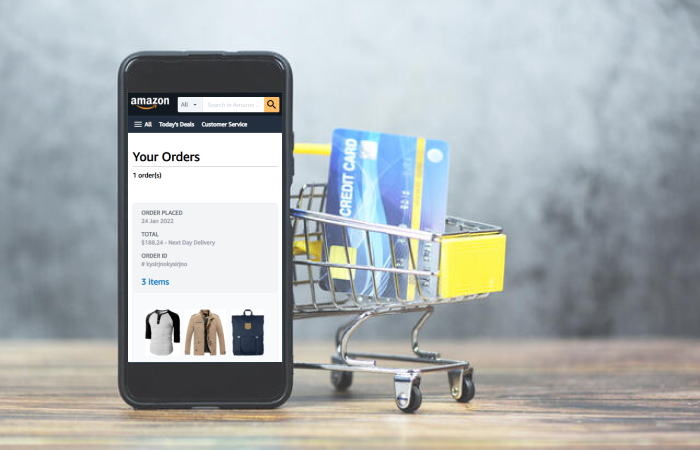 amazon
All
Search in Amazon ...
All Today's Deals Customer Service
Your Orders
1 order(s)
ORDER PLACED
24 Jan 2022
TOTAL
$188,24 - Next Day Delivery
ORDER ID
3 items
CREDIT CARD